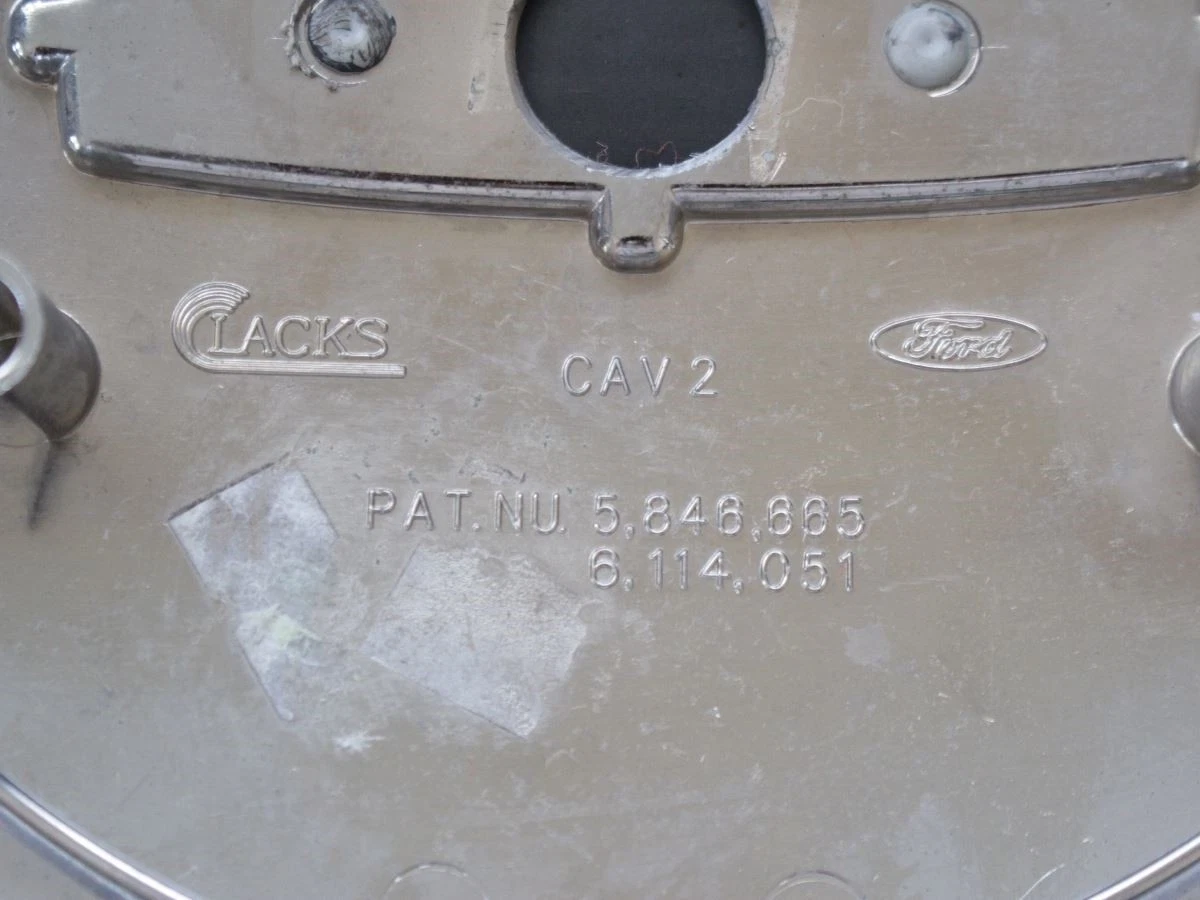 LACKS
Ford
CAV 2
PAT. NU. 5,846,665
6,114,051